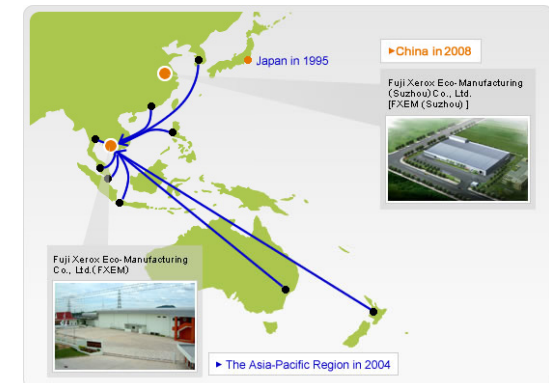 Japan in 1995
▶China in 2008
Fuji Xerox Eco-Manufacturing
(Suzhou) Co., Ltd.
[FXEM (Suzhou) ]
Fuji Xerox Eco-Manufacturing
Co., Ltd.(FXEM)
▶ The Asia-Pacific Region in 2004